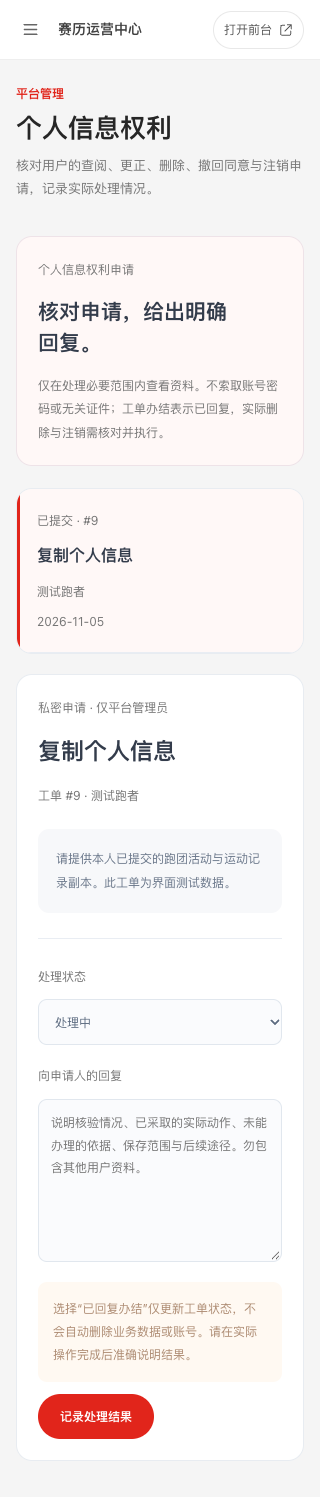 赛历运营中心
打开前台
平台管理
个人信息权利
核对用户的查阅、更正、删除、撤回同意与注销申
请，记录实际处理情况。
个人信息权利申请
核对申请，给出明确
回复。
仅在处理必要范围内查看资料。不索取账号密
码或无关证件；工单办结表示已回复，实际删
除与注销需核对并执行。
已提交 · #9
复制个人信息
测试跑者
2026-11-05
私密申请 · 仅平台管理员
复制个人信息
工单 #9 · 测试跑者
请提供本人已提交的跑团活动与运动记
录副本。此工单为界面测试数据。
处理状态
处理中
向申请人的回复
说明核验情况、已采取的实际动作、未能
办理的依据、保存范围与后续途径。勿包
含其他用户资料。
选择“已回复办结”仅更新工单状态，不
会自动删除业务数据或账号。请在实际
操作完成后准确说明结果。
记录处理结果